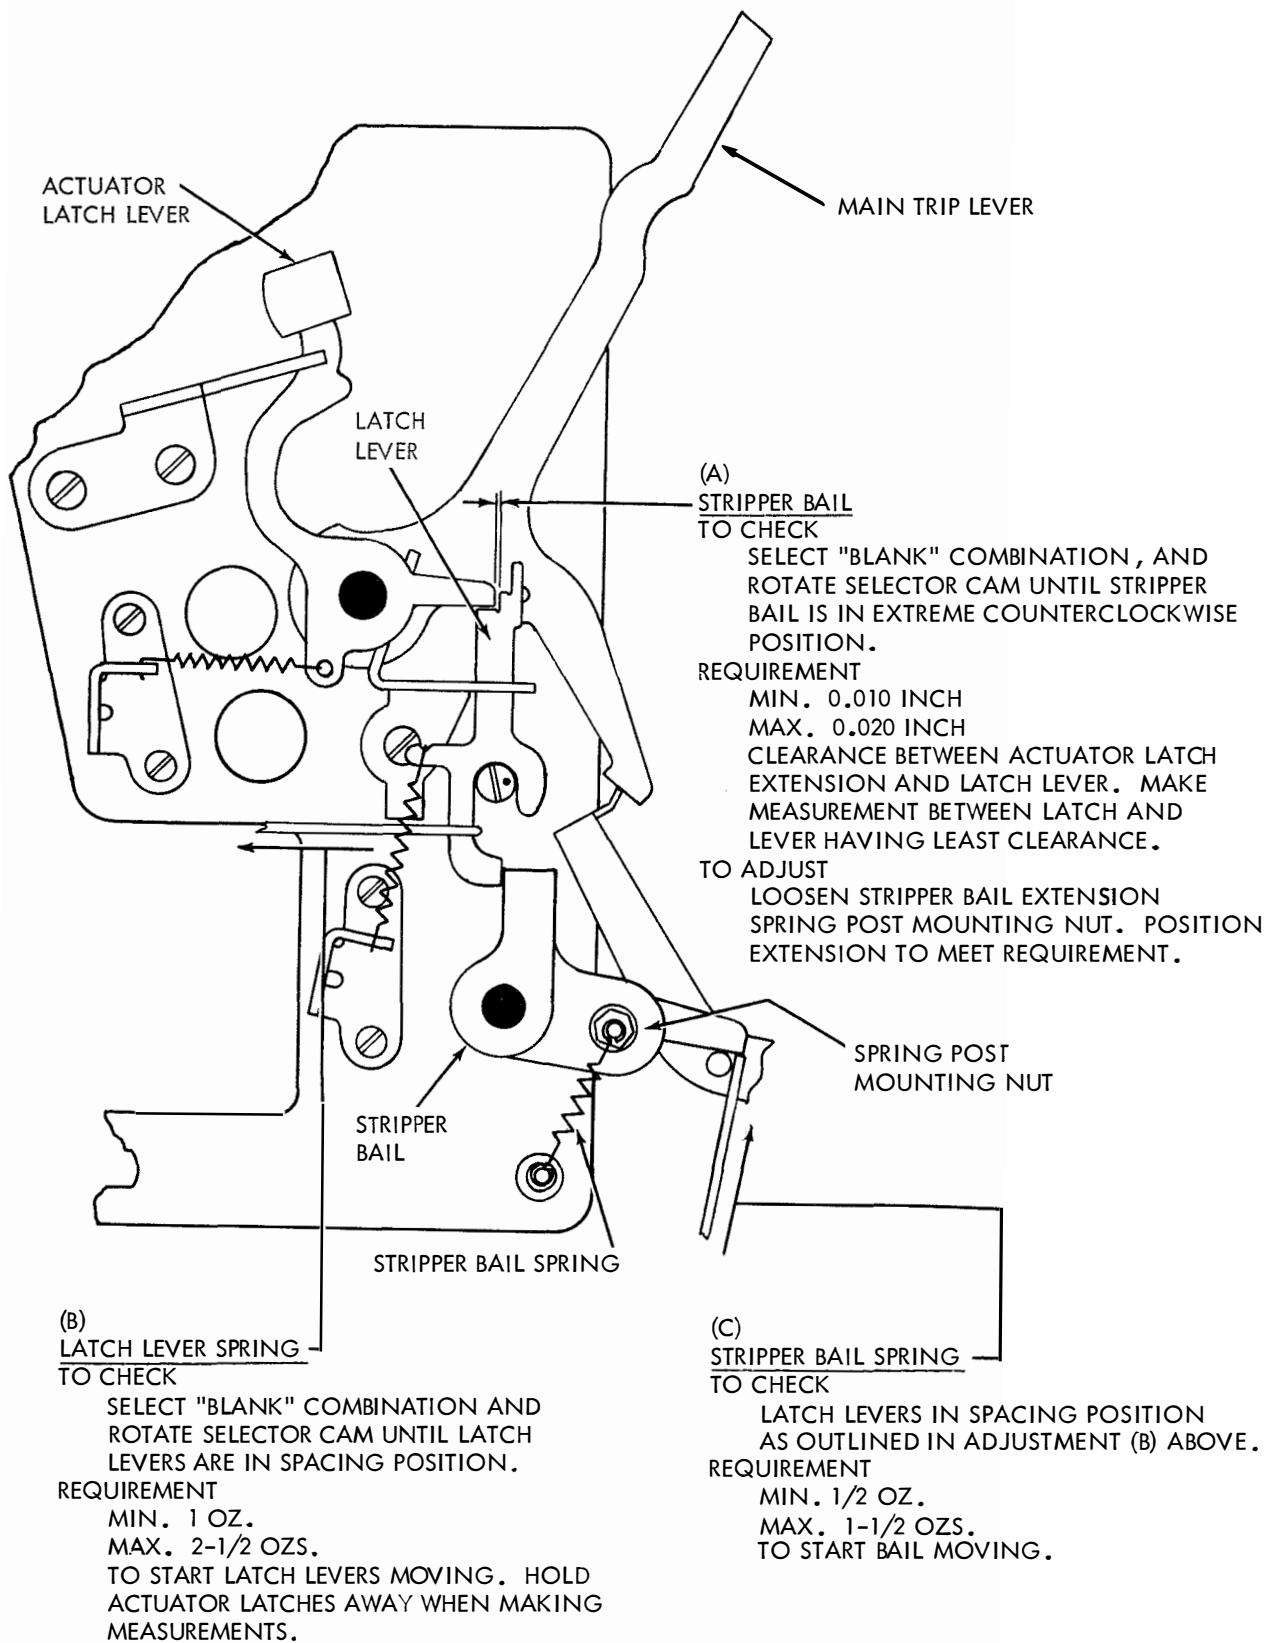 ACTUATOR
LATCH LEVER
MAIN TRIP LEVER
LATCH
LEVER
(A)
STRIPPER BAIL
TO CHECK
SELECT "BLANK" COMBINATION, AND
ROTATE SELECTOR CAM UNTIL STRIPPER
BAIL IS IN EXTREME COUNTERCLOCKWISE
POSITION.
REQUIREMENT
MIN. 0.010 INCH
MAX. 0.020 INCH
CLEARANCE BETWEEN ACTUATOR LATCH
EXTENSION AND LATCH LEVER. MAKE
MEASUREMENT BETWEEN LATCH AND
LEVER HAVING LEAST CLEARANCE.
TO ADJUST
LOOSEN STRIPPER BAIL EXTENSION
SPRING POST MOUNTING NUT. POSITION
EXTENSION TO MEET REQUIREMENT.
SPRING POST
MOUNTING NUT
STRIPPER
BAIL
STRIPPER BAIL SPRING
(B)
LATCH LEVER SPRING
TO CHECK
SELECT "BLANK" COMBINATION AND
ROTATE SELECTOR CAM UNTIL LATCH
LEVERS ARE IN SPACING POSITION.
REQUIREMENT
MIN. 1 OZ.
MAX. 2-1/2 OZS.
TO START LATCH LEVERS MOVING. HOLD
ACTUATOR LATCHES AWAY WHEN MAKING
MEASUREMENTS.
(C)
STRIPPER BAIL SPRING
TO CHECK
LATCH LEVERS IN SPACING POSITION
AS OUTLINED IN ADJUSTMENT (B) ABOVE.
REQUIREMENT
MIN. 1/2 OZ.
MAX. 1-1/2 OZS.
TO START BAIL MOVING.